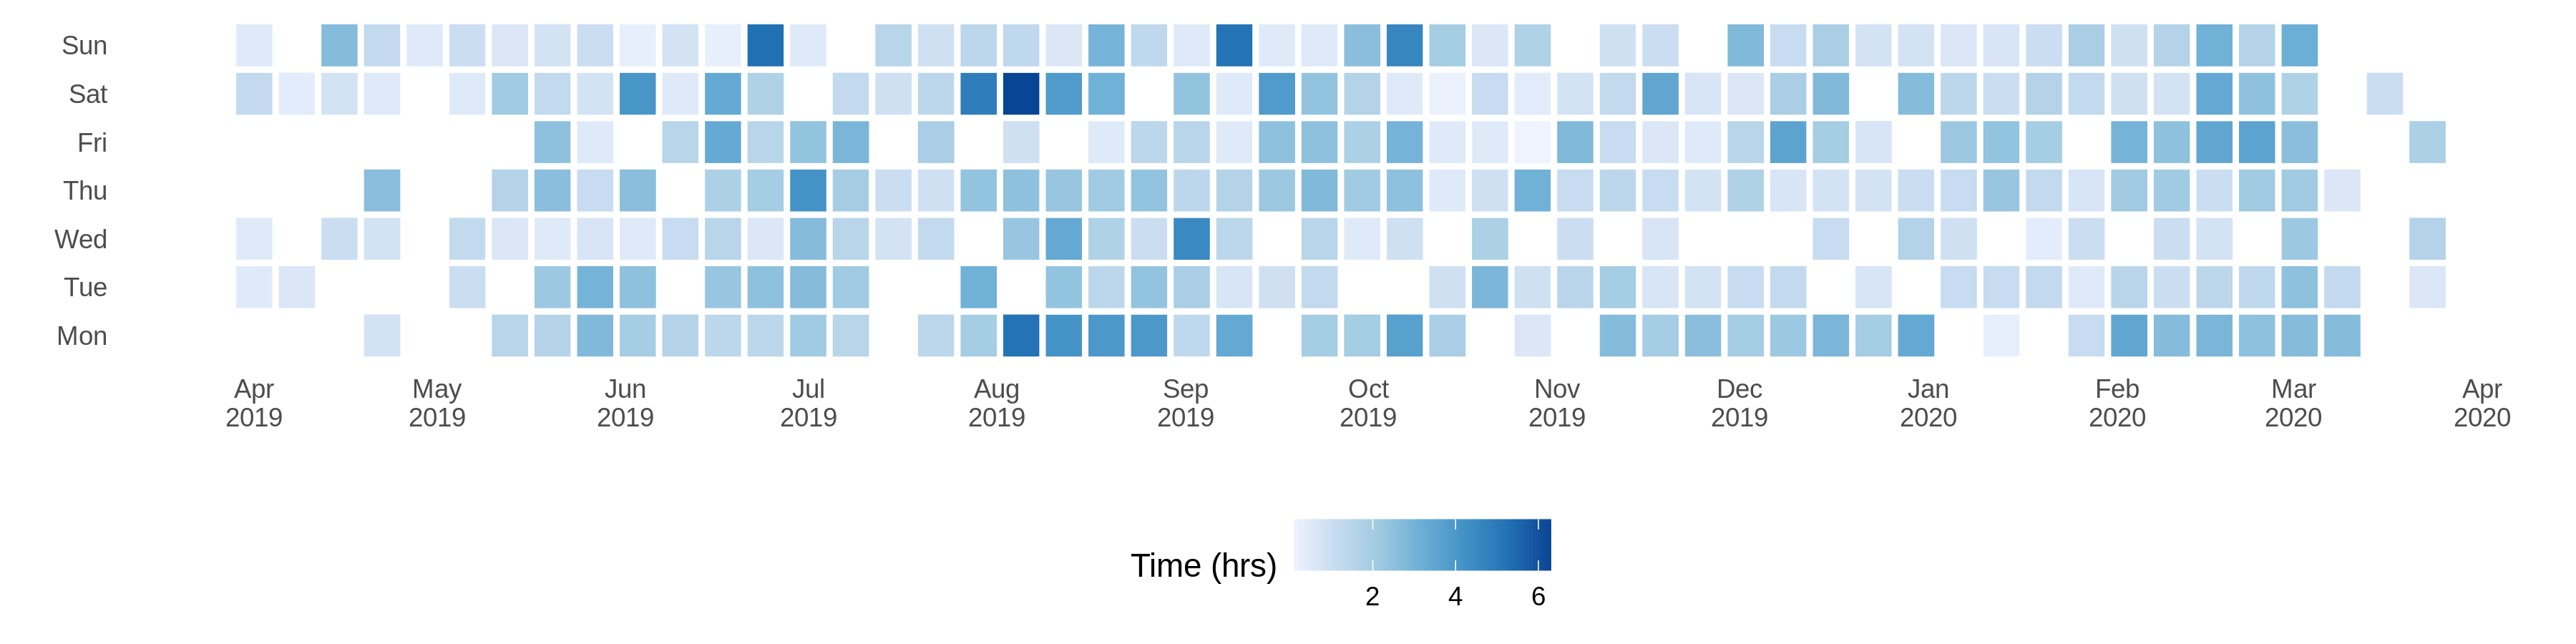 Sun
Sat
Fri
Thu
Wed
Tue
Mon
Apr May Jun Jul Aug Sep Oct Nov Dec Jan Feb Mar Apr
2019 2019 2019 2019 2019 2019 2019 2019 2019 2020 2020 2020 2020
Time (hrs)
2 4 6